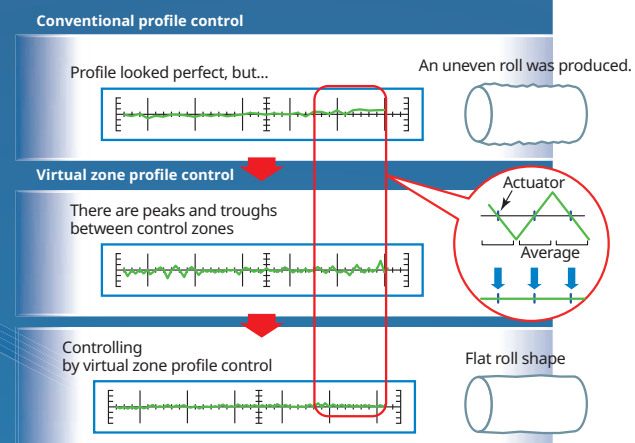 Conventional profile control
Profile looked perfect, but...
An uneven roll was produced.
Virtual zone profile control
There are peaks and troughs
between control zones
Actuator
Average
Controlling
by virtual zone profile control
Flat roll shape